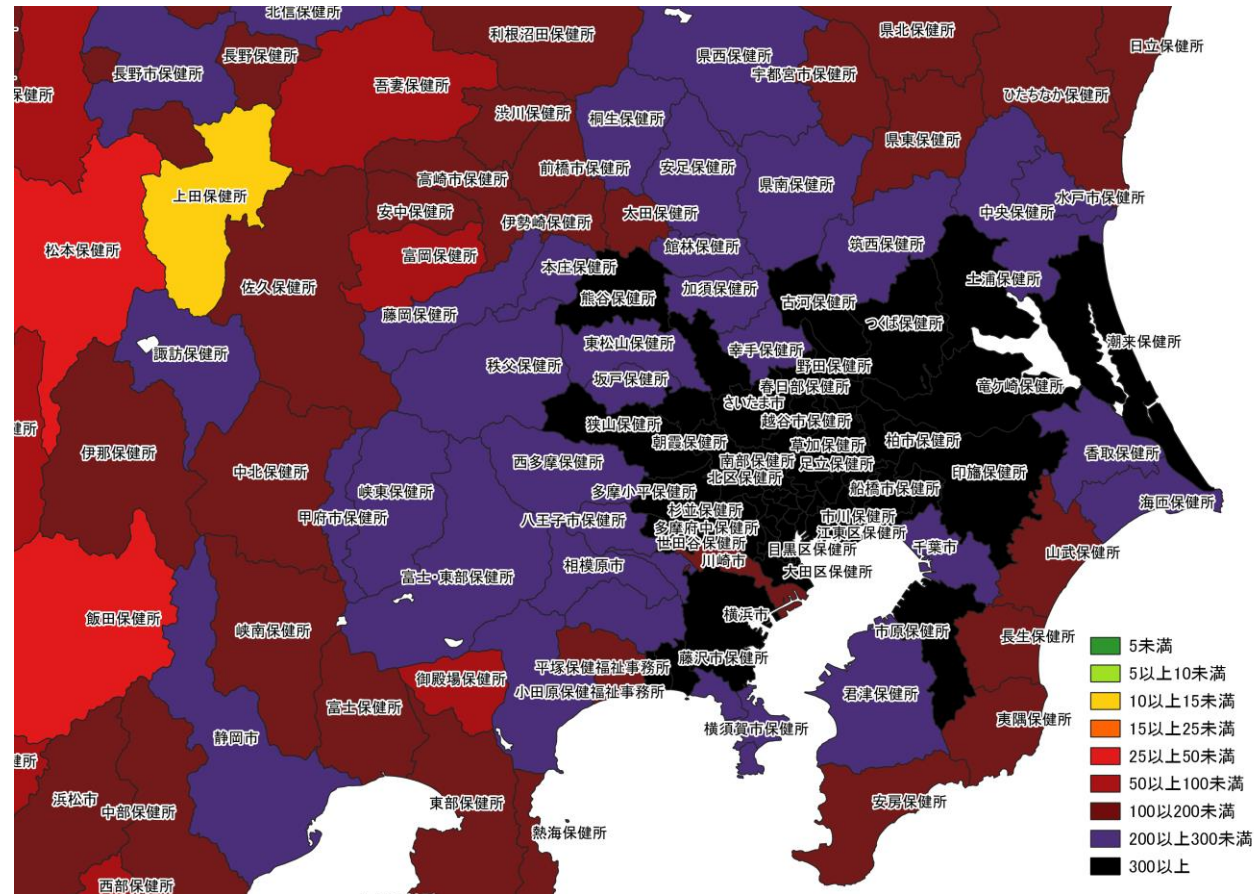 北信保健所
利根沼田保健所
県北保健所
県西保健所
日立保健所
長野保健所
長野市保健所
宇都宮市保健所
吾妻保健所
保健所
ひたちなか保健所
渋川保健所
桐生保健所
県東保健所
前橋市保健所
安足保健所
高崎市保健所
県南保健所
上田保健所
水戸市保健所
安中保健所
太田保健所
中央保健所
伊勢崎保健所
筑西保健所
松本保健所
富岡保健所
館林保健所
本庄保健所
土浦保健所
佐久保健所
加須保健所
熊谷保健所
古河保健所
藤岡保健所
つくば保健所
潮来保健所
東松山保健所
幸手保健所
諏訪保健所
秩父保健所
野田保健所
坂戸保健所
春日部保健所
竜ケ崎保健所
さいたま市
狭山保健所
越谷市保健所
健所
朝霞保健所
草加保健所
柏市保健所
伊那保健所
香取保健所
西多摩保健所
南部保健所
足立保健所
中北保健所
峡東保健所
北区保健所
印旛保健所
多摩小平保健所
船橋市保健所
海匝保健所
杉並保健所
甲府市保健所
八王子市保健所
市川保健所
多摩府中保健所
江東区保健所
世田谷保健所
目黒区保健所
千葉市
山武保健所
川崎市
相模原市
大田区保健所
富士・東部保健所
飯田保健所
横浜市
峡南保健所
市原保健所
長生保健所
5未満
藤沢市保健所
平塚保健福祉事務所
5以上10未満
御殿場保健所
小田原保健福祉事務所
君津保健所
10以上15未満
富士保健所
夷隅保健所
15以上25未満
横須賀市保健所
静岡市
25以上50未満
健所
50以上100未満
浜松市
安房保健所
中部保健所
東部保健所
100以200未満
熱海保健所
200以上300未満
300以上
西部保健所